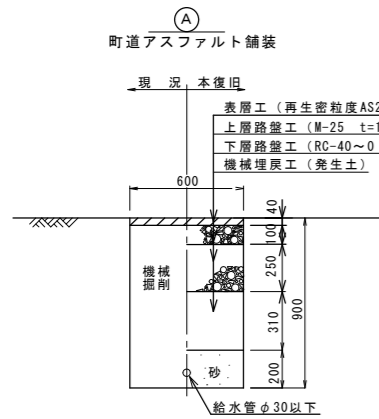 A
町道アスファルト舗装
現 況 本復旧
表層工（再生密粒度AS2
上層路盤工（M-25 t=1
下層路盤工（RC-40～0
機械埋戻工（発生土）
600
40
100
250
310
200
900
機械
掘削
砂
給水管φ30以下